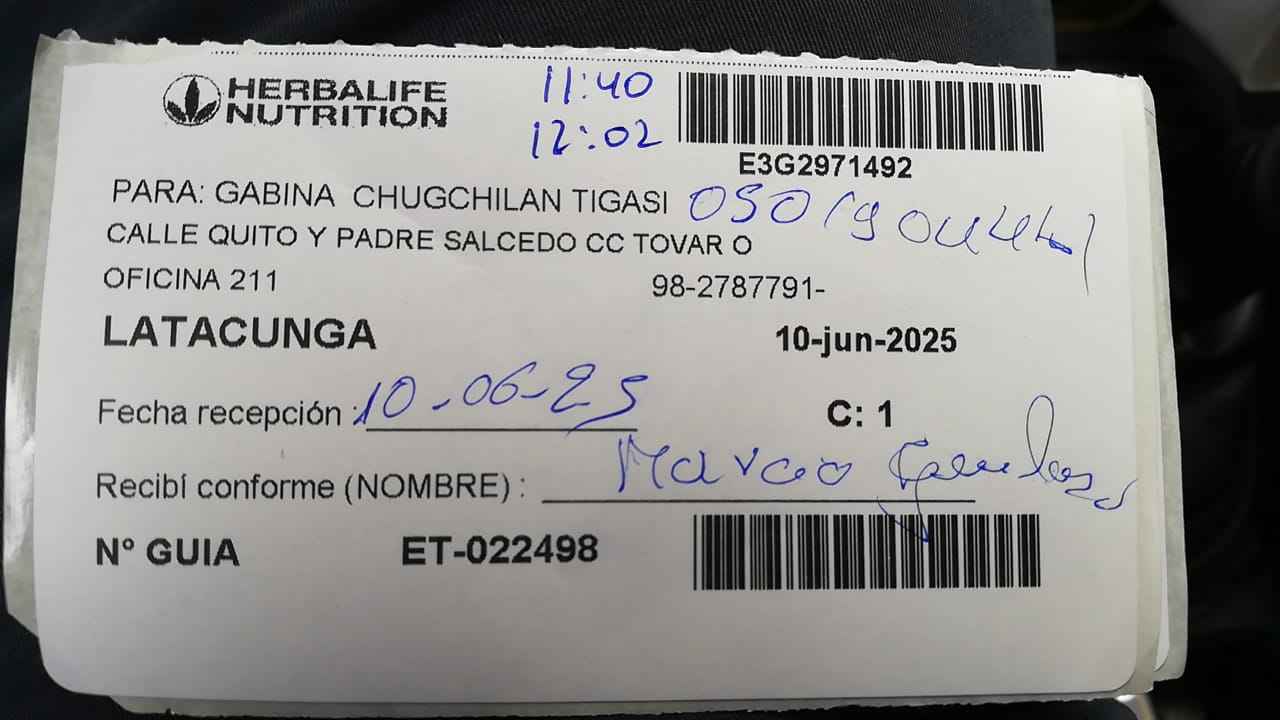 HERBALIFE
NUTRITION
11:40
12:02
E3G2971492
PARA: GABINA CHUGCHILAN TIGASI
CALLE QUITO Y PADRE SALCEDO CC TOVAR O
OFICINA 211 98-2787791-
LATACUNGA 10-jun-2025
Fecha recepción : 10-06-25 C: 1
Recibí conforme (NOMBRE) : Marco
Nº GUIA ET-022498